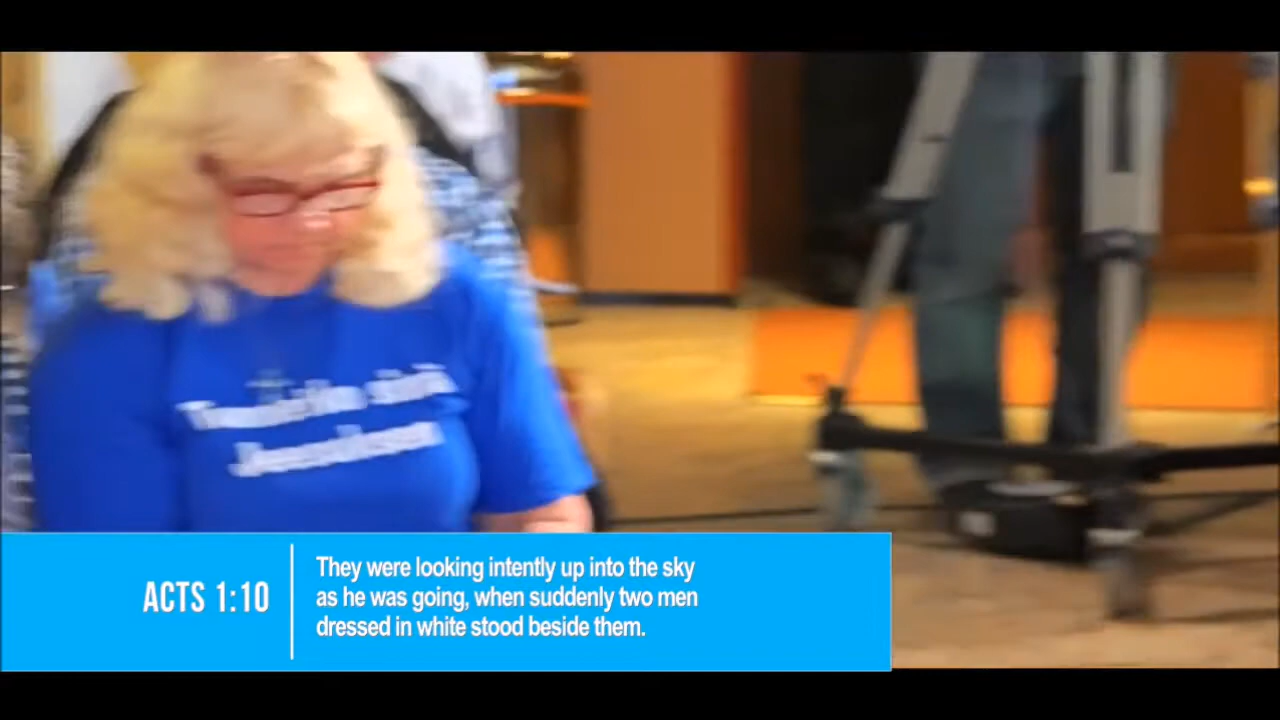 ACTS 1:10
They were looking intently up into the sky
as he was going, when suddenly two men
dressed in white stood beside them.